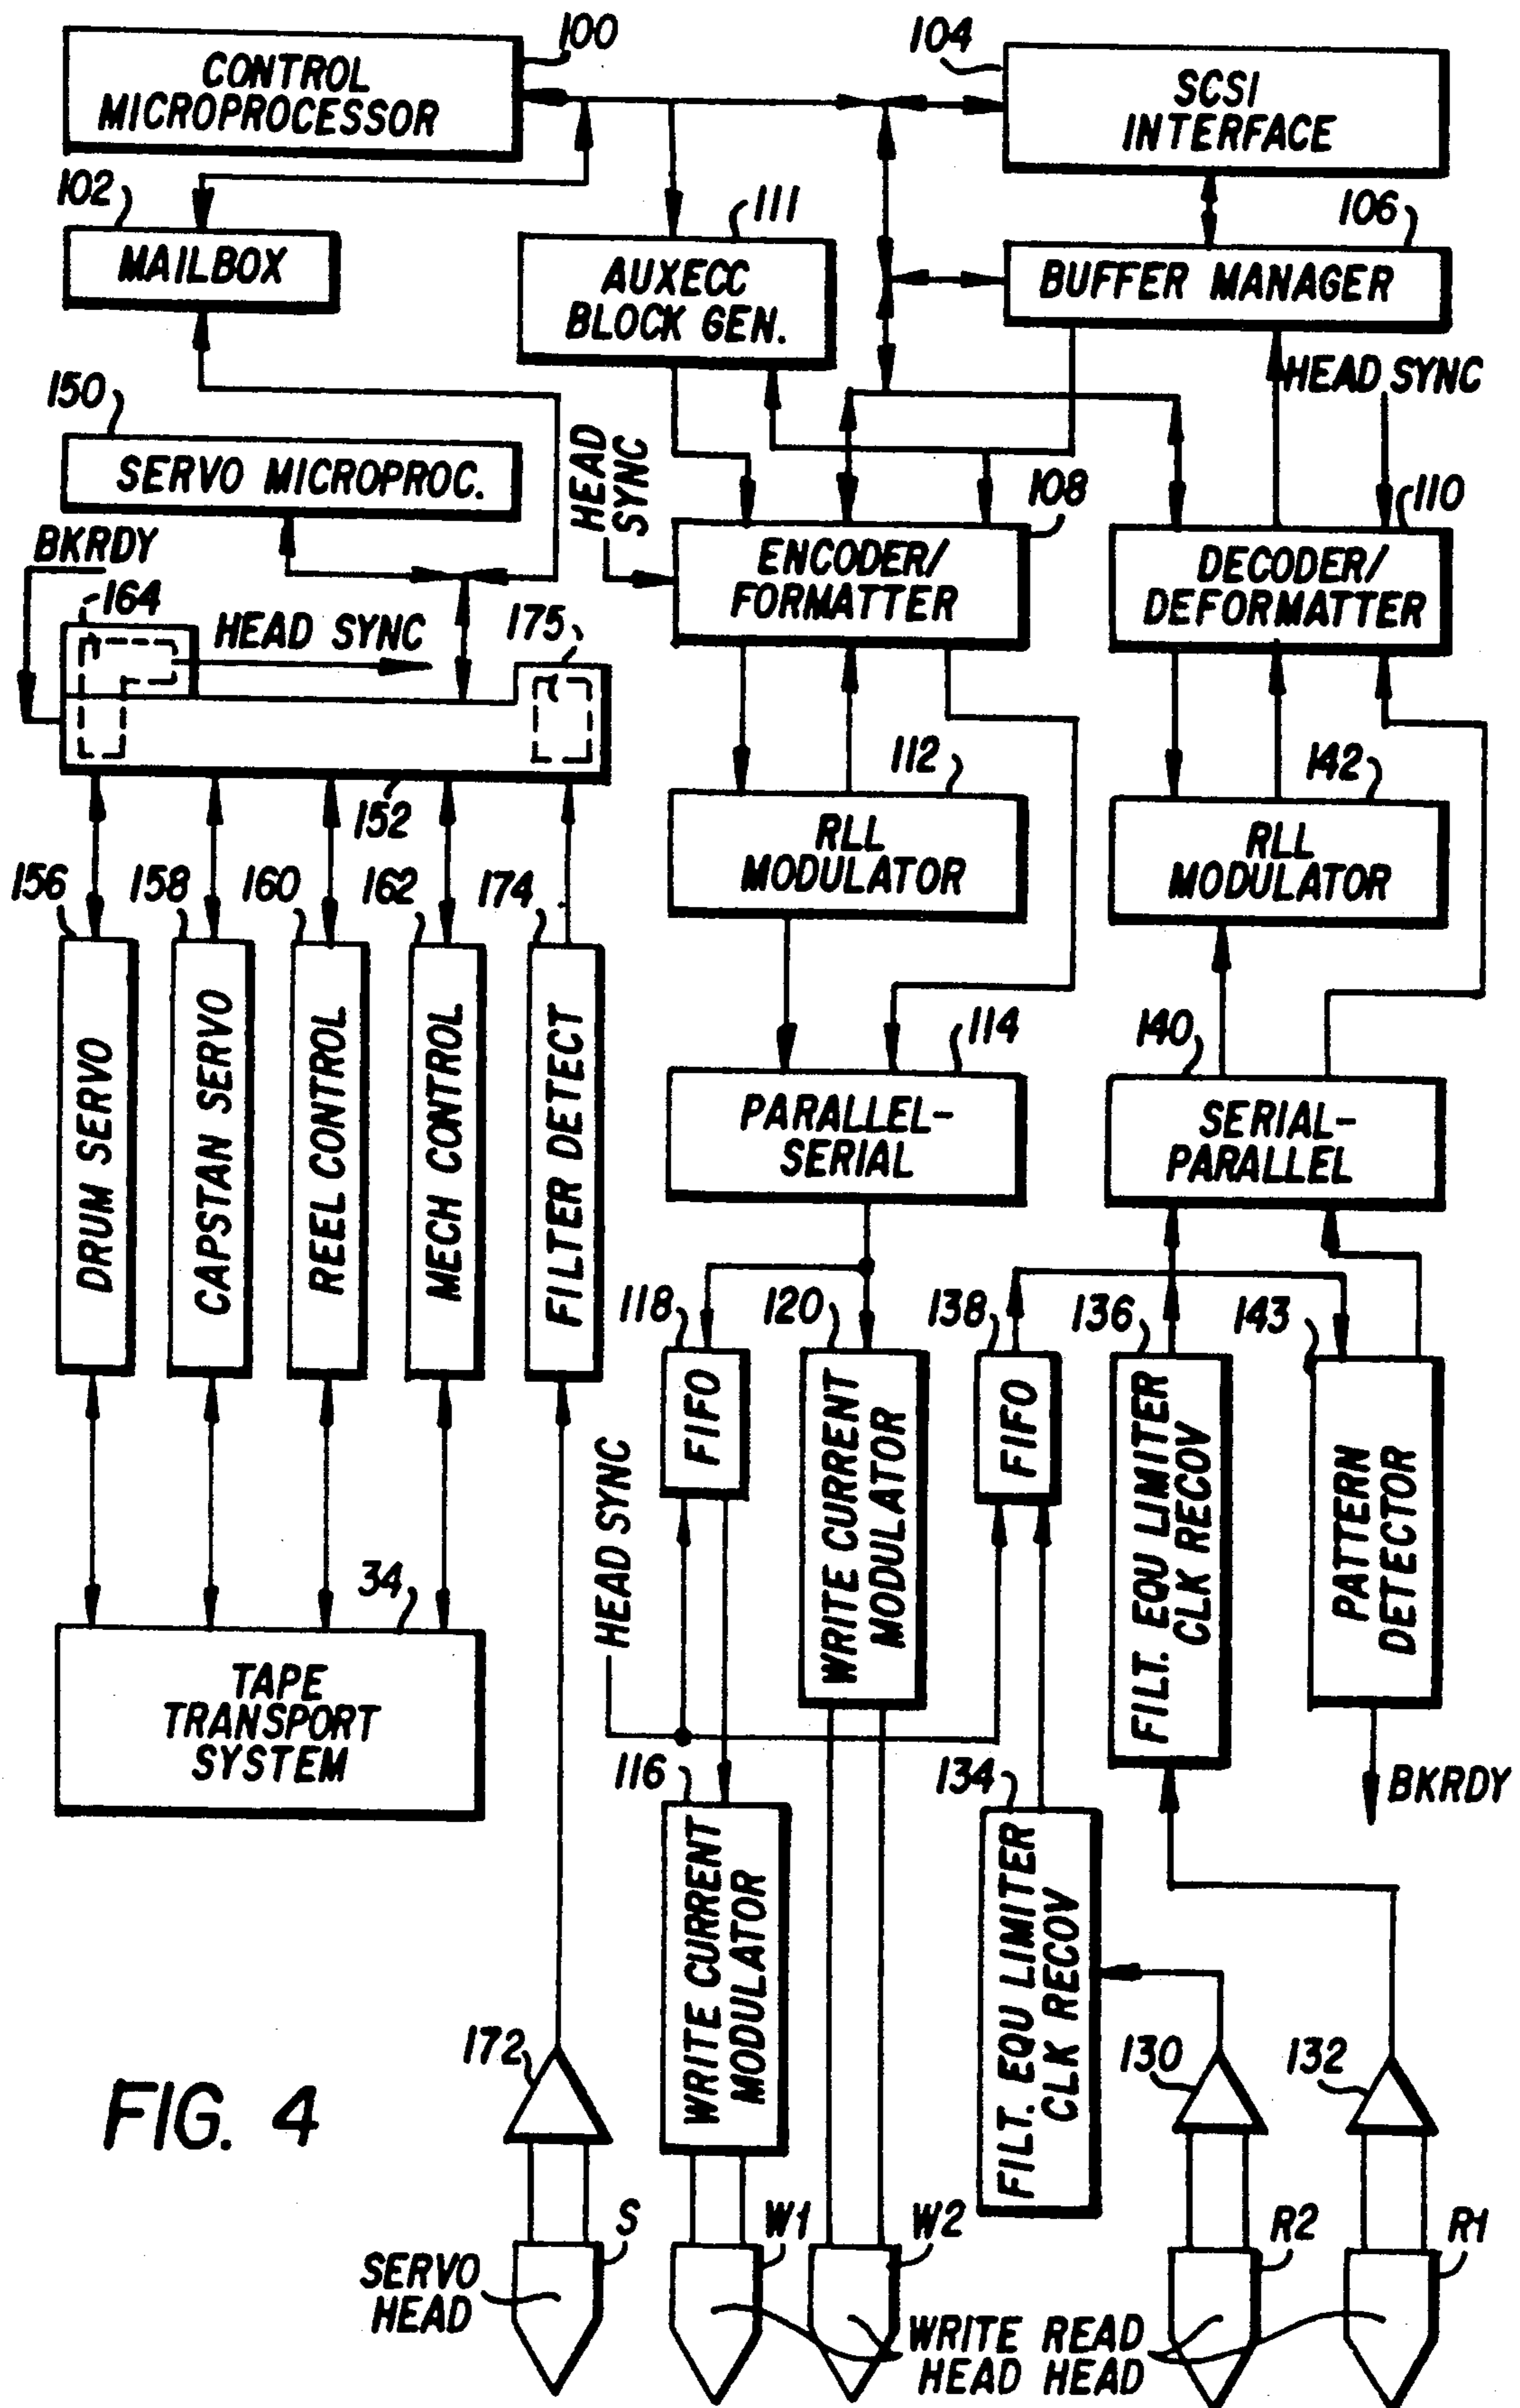 100
CONTROL
MICROPROCESSOR
104
SCSI
INTERFACE
102
MAILBOX
111
AUXECC
BLOCK GEN.
106
BUFFER MANAGER
HEAD SYNC
150
SERVO MICROPROC.
HEAD
SYNC
108
ENCODER/
FORMATTER
110
DECODER/
DEFORMATTER
BKRDY
164
HEAD SYNC
175
152
112
RLL
MODULATOR
142
RLL
MODULATOR
156
158
160
162
174
DRUM SERVO
CAPSTAN SERVO
REEL CONTROL
MECH CONTROL
FILTER DETECT
114
PARALLEL-
SERIAL
140
SERIAL-
PARALLEL
118
FIFO
120
WRITE CURRENT
MODULATOR
138
FIFO
136
FILT. EQU LIMITER
CLK RECOV
143
PATTERN
DETECTOR
HEAD SYNC
34
TAPE
TRANSPORT
SYSTEM
116
WRITE CURRENT
MODULATOR
134
FILT. EQU LIMITER
CLK RECOV
BKRDY
172
130
132
FIG. 4
S
W1
W2
R2
R1
SERVO
HEAD
WRITE
HEAD
READ
HEAD